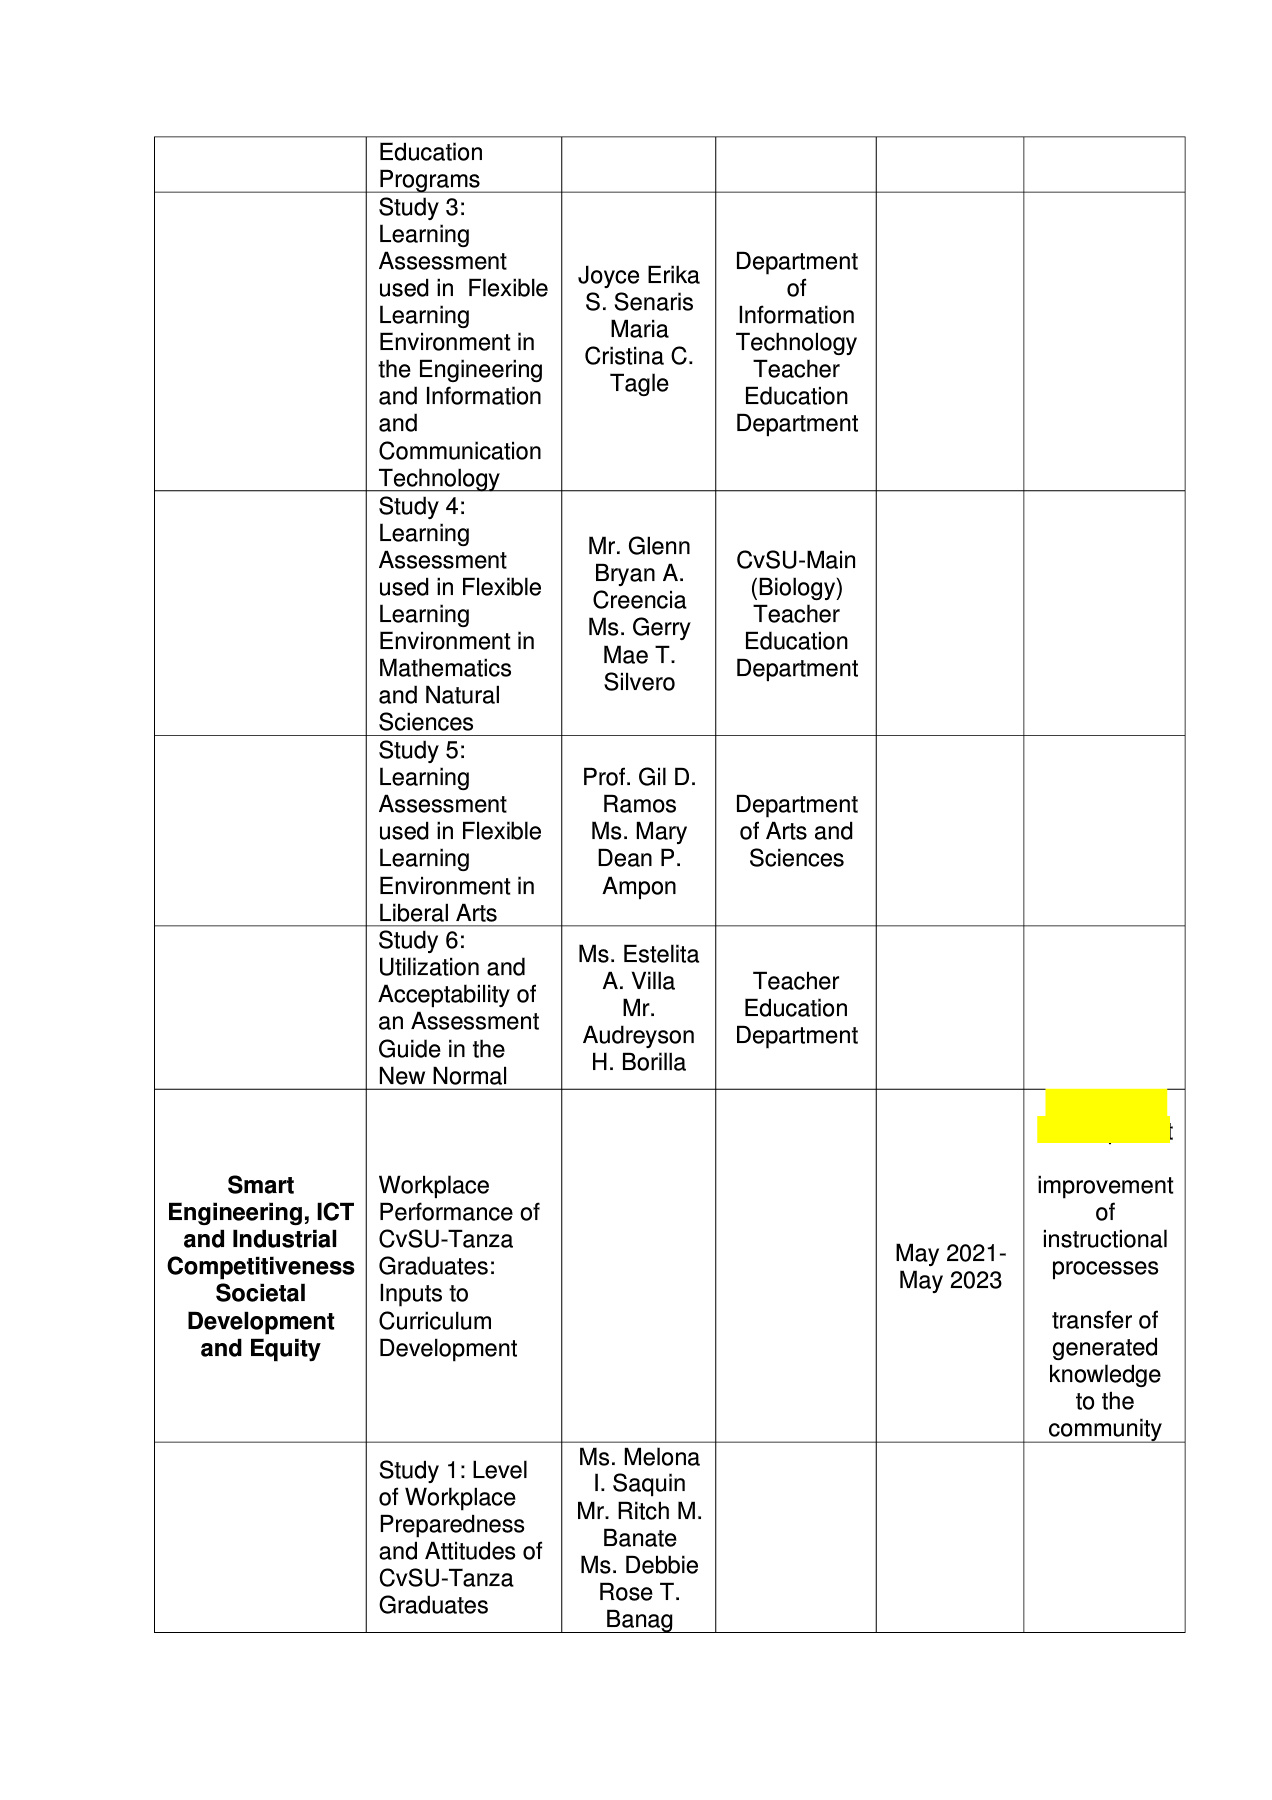 Education
Programs
Study 3:
Learning
Assessment
used in  Flexible
Learning
Environment in
the Engineering
and Information
and
Communication
Technology
Joyce Erika
S. Senaris
Maria
Cristina C.
Tagle
Department
of
Information
Technology
Teacher
Education
Department
Study 4:
Learning
Assessment
used in Flexible
Learning
Environment in
Mathematics
and Natural
Sciences
Mr. Glenn
Bryan A.
Creencia
Ms. Gerry
Mae T.
Silvero
CvSU-Main
(Biology)
Teacher
Education
Department
Study 5:
Learning
Assessment
used in Flexible
Learning
Environment in
Liberal Arts
Prof. Gil D.
Ramos
Ms. Mary
Dean P.
Ampon
Department
of Arts and
Sciences
Study 6:
Utilization and
Acceptability of
an Assessment
Guide in the
New Normal
Ms. Estelita
A. Villa
Mr.
Audreyson
H. Borilla
Teacher
Education
Department
Smart
Engineering, ICT
and Industrial
Competitiveness
Societal
Development
and Equity
Workplace
Performance of
CvSU-Tanza
Graduates:
Inputs to
Curriculum
Development
May 2021-
May 2023
improvement
of
instructional
processes
transfer of
generated
knowledge
to the
community
Study 1: Level
of Workplace
Preparedness
and Attitudes of
CvSU-Tanza
Graduates
Ms. Melona
I. Saquin
Mr. Ritch M.
Banate
Ms. Debbie
Rose T.
Banag